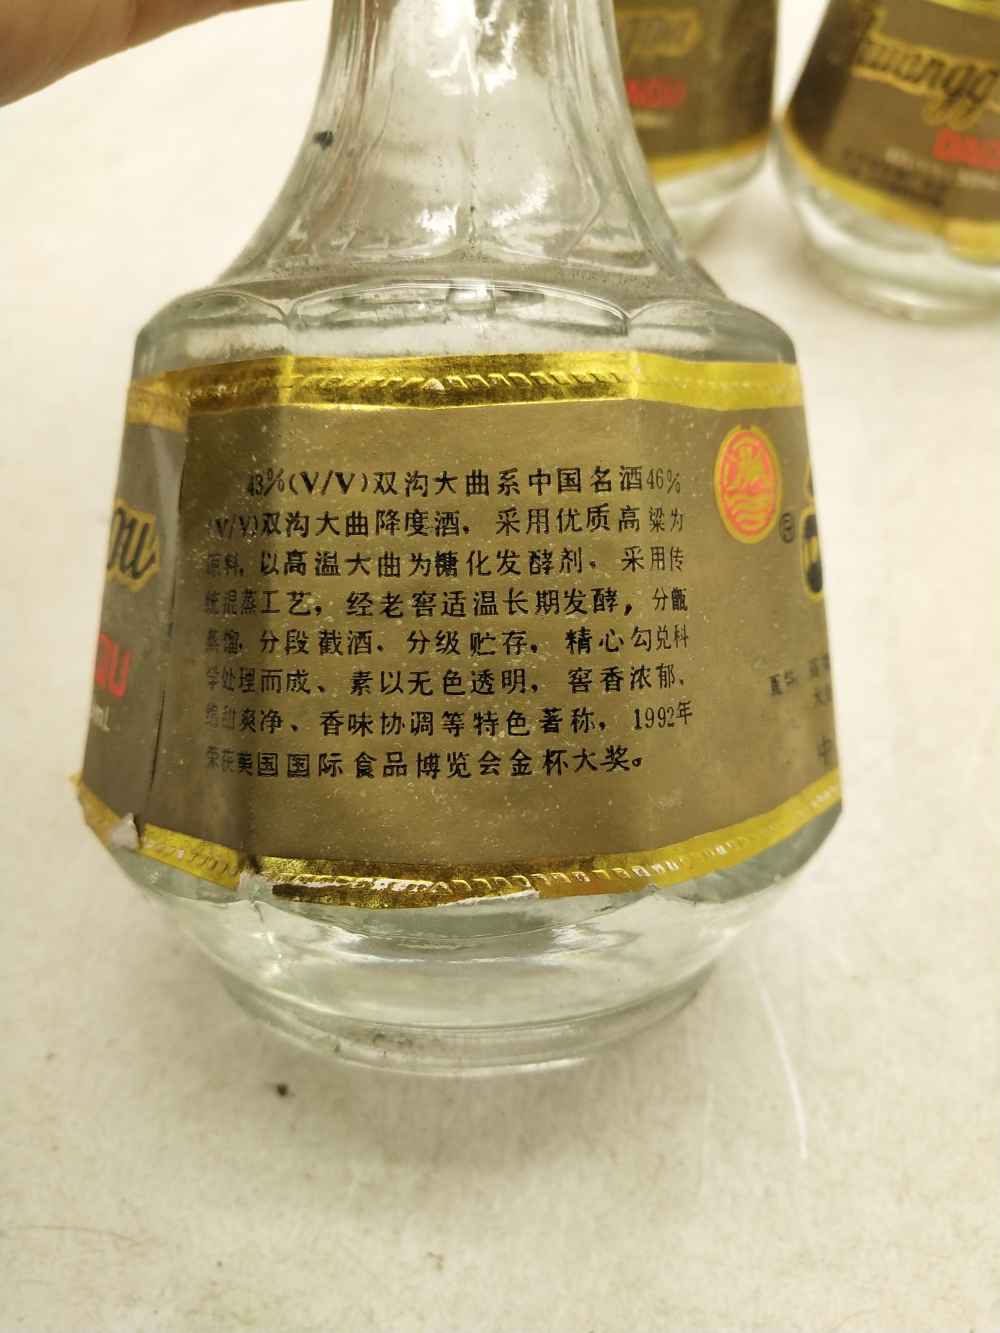 43%(V/V)双沟大曲系中国名酒46%
(V/V)双沟大曲降度酒，采用优质高粱为
原料，以高温大曲为糖化发酵剂。采用传
统混蒸工艺，经老窖适温长期发酵，分甑
蒸馏，分段截酒、分级贮存，精心勾兑科
学处理而成、素以无色透明，窖香浓郁、
绵甜爽净、香味协调等特色著称，1992年
荣获美国国际食品博览会金杯大奖。